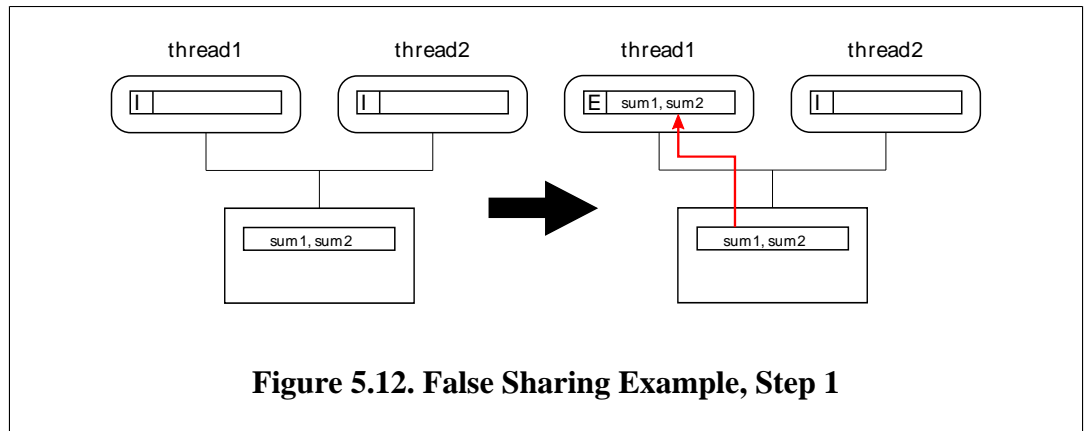 thread1 thread2 thread1 thread2
I I E sum1, sum2 I
sum1, sum2 sum1, sum2
Figure 5.12. False Sharing Example, Step 1